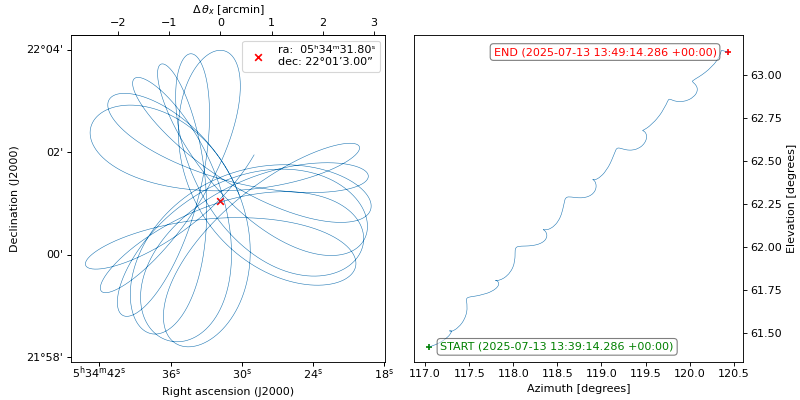 Δθx [arcmin]
−2 −1 0 1 2 3
22°04'
02'
00'
21°58'
Declination (J2000)
ra: 05ʰ34ᵐ31.80ˢ
dec: 22°01′3.00″
5ʰ34ᵐ42ˢ 36ˢ 30ˢ 24ˢ 18ˢ
Right ascension (J2000)
END (2025-07-13 13:49:14.286 +00:00)
START (2025-07-13 13:39:14.286 +00:00)
63.00
62.75
62.50
62.25
62.00
61.75
61.50
Elevation [degrees]
117.0 117.5 118.0 118.5 119.0 119.5 120.0 120.5
Azimuth [degrees]